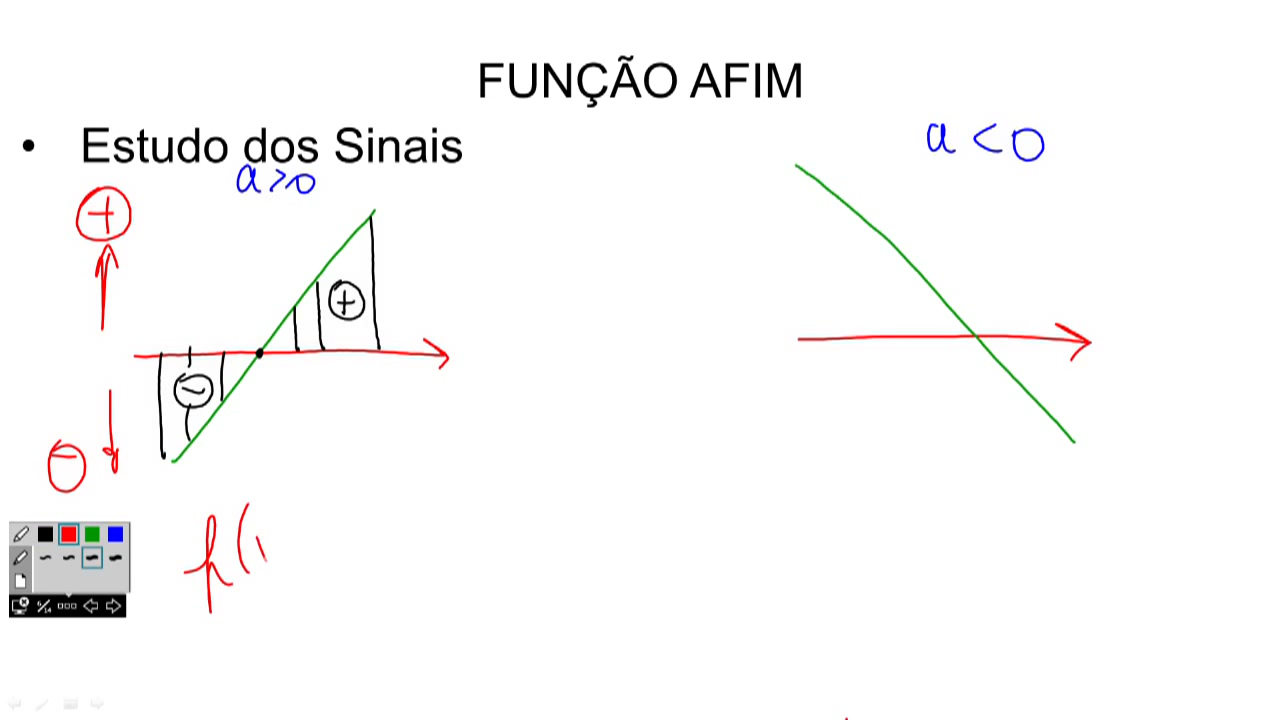 FUNÇÃO AFIM
• Estudo dos Sinais
a>0
a<0
+
+
-
-
f(